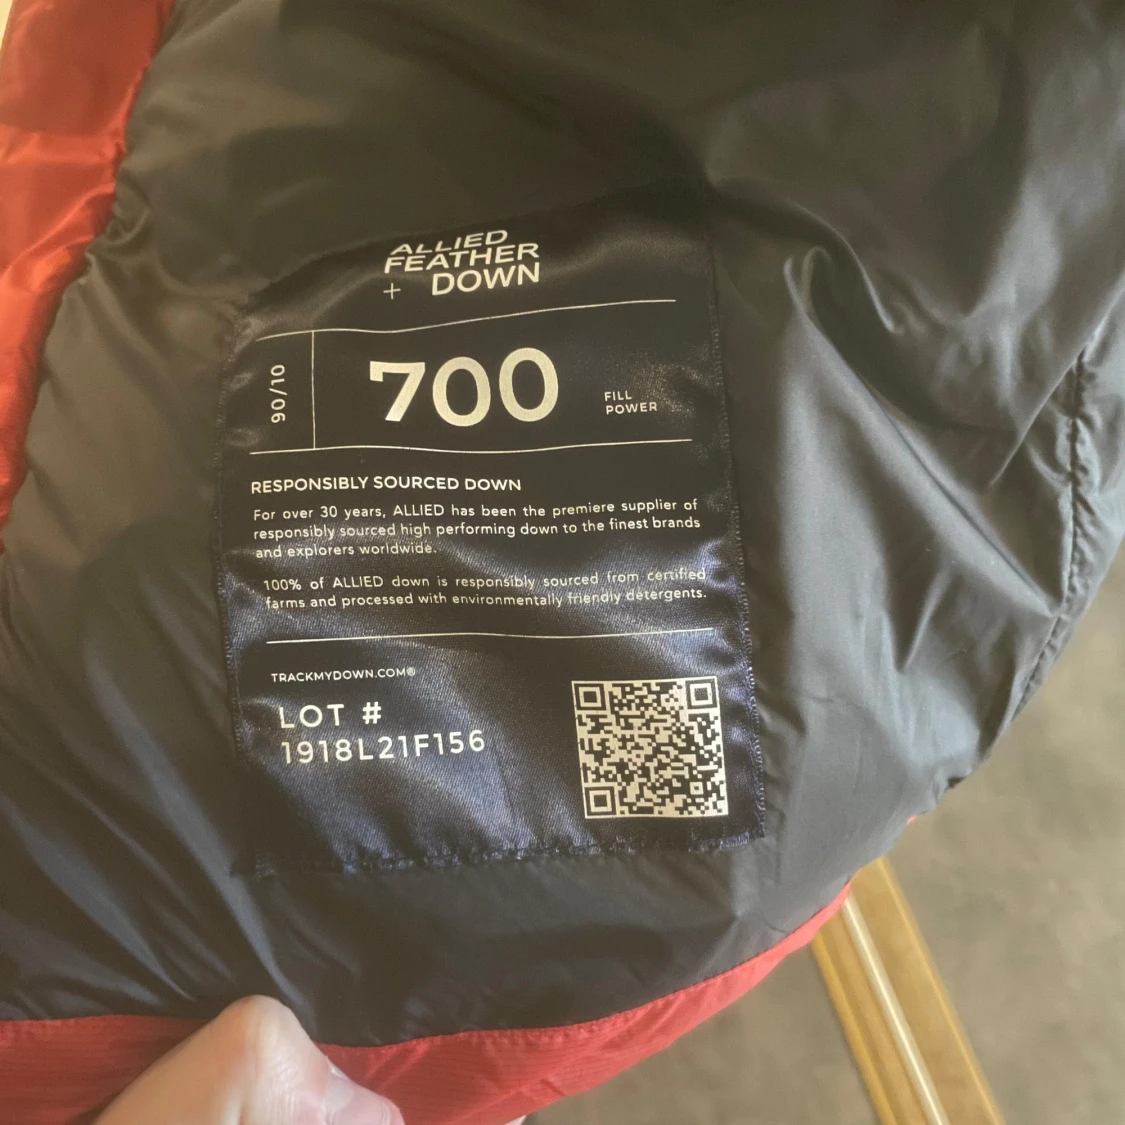 ALLIED
FEATHER
+ DOWN
90/10
700
FILL
POWER
RESPONSIBLY SOURCED DOWN
For over 30 years, ALLIED has been the premiere supplier of
responsibly sourced high performing down to the finest brands
and explorers worldwide.
100% of ALLIED down is responsibly sourced from certified
farms and processed with environmentally friendly detergents.
TRACKMYDOWN.COM®
LOT #
1918L21F156